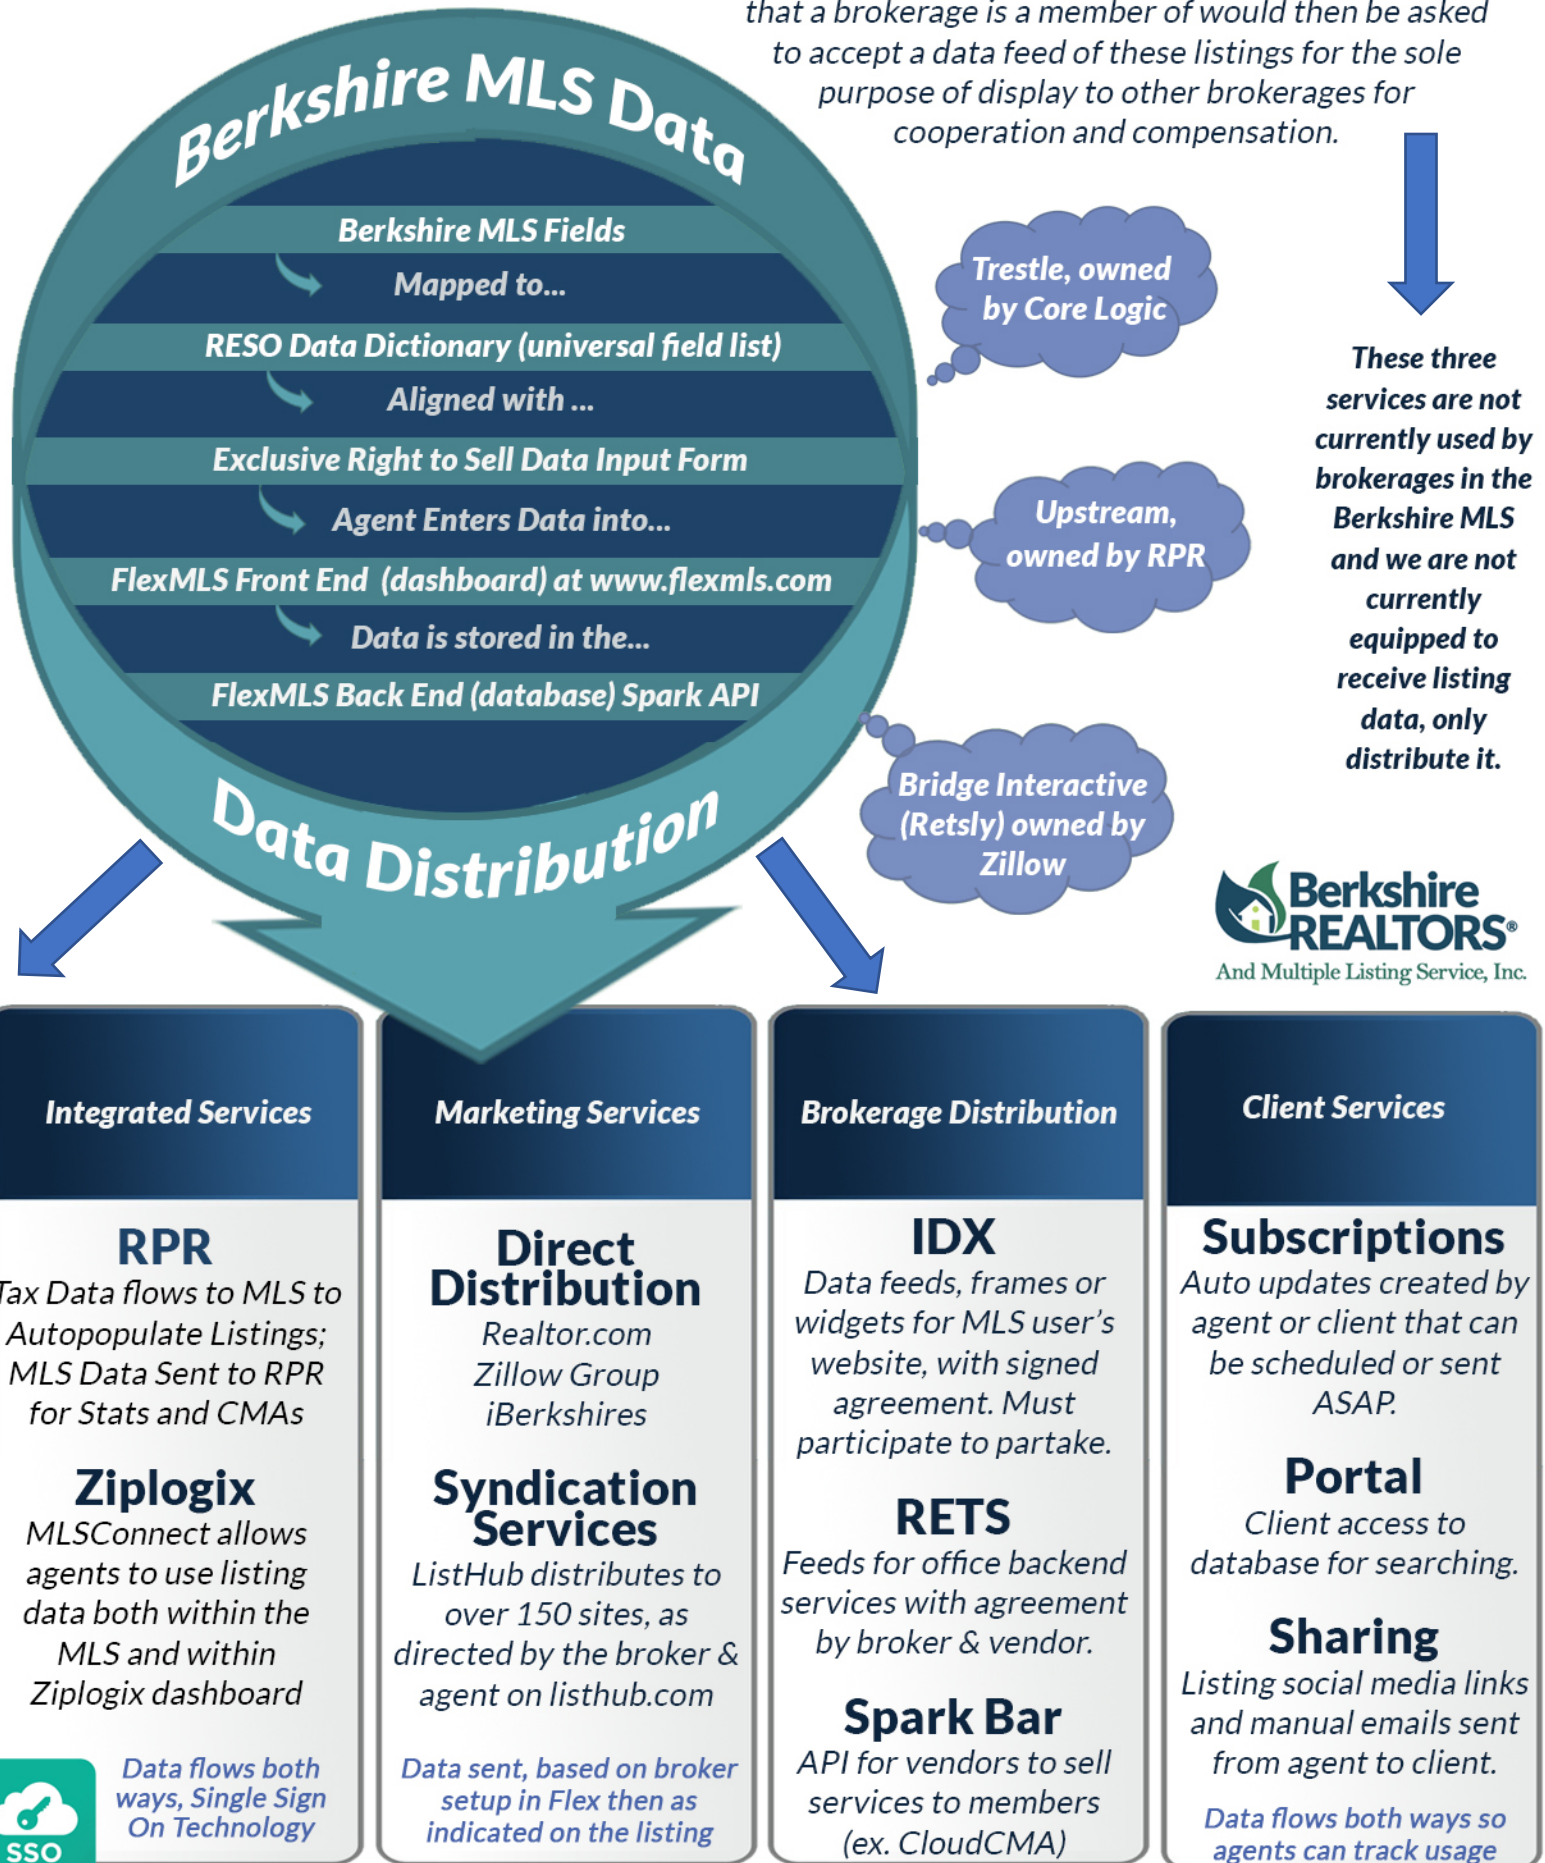 that a brokerage is a member of would then be asked
to accept a data feed of these listings for the sole
purpose of display to other brokerages for
cooperation and compensation.
Berkshire MLS Data
Berkshire MLS Fields
Mapped to...
RESO Data Dictionary (universal field list)
Aligned with ...
Exclusive Right to Sell Data Input Form
Agent Enters Data into...
FlexMLS Front End (dashboard) at www.flexmls.com
Data is stored in the...
FlexMLS Back End (database) Spark API
Data Distribution
Trestle, owned
by Core Logic
Upstream,
owned by RPR
Bridge Interactive
(Retsly) owned by
Zillow
These three
services are not
currently used by
brokerages in the
Berkshire MLS
and we are not
currently
equipped to
receive listing
data, only
distribute it.
Berkshire
REALTORS®
And Multiple Listing Service, Inc.
Integrated Services
RPR
Tax Data flows to MLS to
Autopopulate Listings;
MLS Data Sent to RPR
for Stats and CMAs
Ziplogix
MLSConnect allows
agents to use listing
data both within the
MLS and within
Ziplogix dashboard
Data flows both
ways, Single Sign
On Technology
SSO
Marketing Services
Direct
Distribution
Realtor.com
Zillow Group
iBerkshires
Syndication
Services
ListHub distributes to
over 150 sites, as
directed by the broker &
agent on listhub.com
Data sent, based on broker
setup in Flex then as
indicated on the listing
Brokerage Distribution
IDX
Data feeds, frames or
widgets for MLS user's
website, with signed
agreement. Must
participate to partake.
RETS
Feeds for office backend
services with agreement
by broker & vendor.
Spark Bar
API for vendors to sell
services to members
(ex. CloudCMA)
Client Services
Subscriptions
Auto updates created by
agent or client that can
be scheduled or sent
ASAP.
Portal
Client access to
database for searching.
Sharing
Listing social media links
and manual emails sent
from agent to client.
Data flows both ways so
agents can track usage